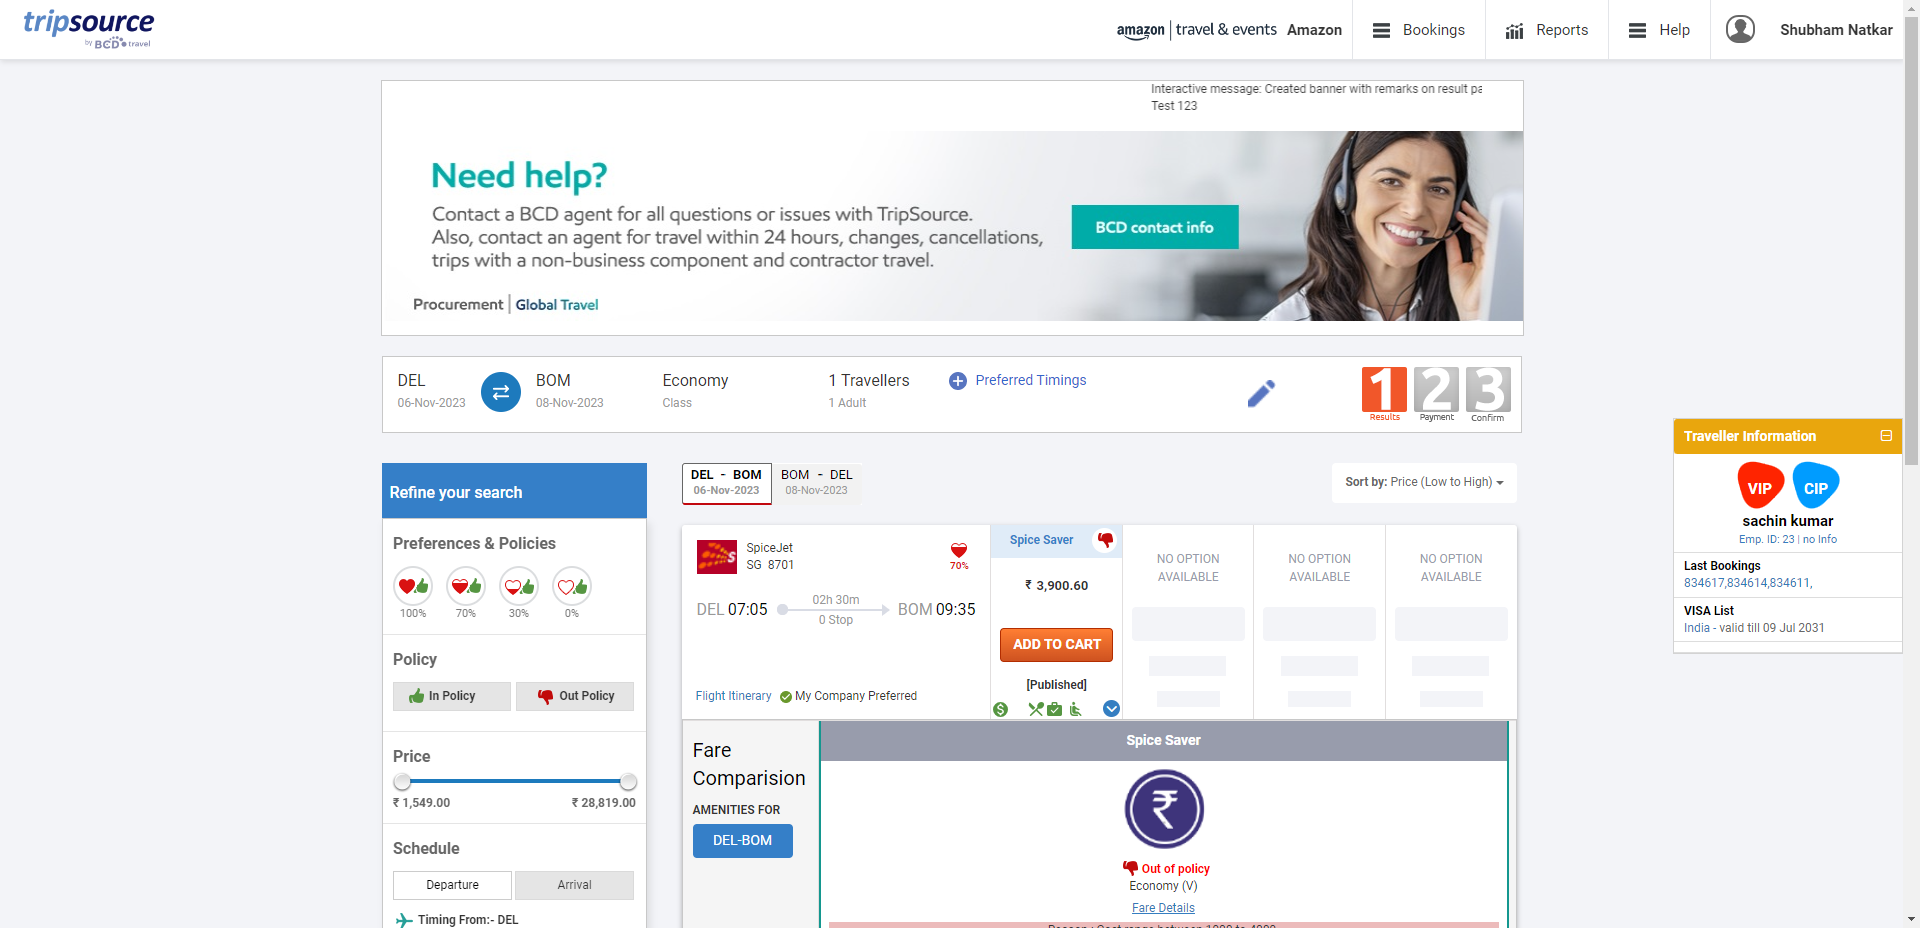 tripsource
by BCD travel
amazon | travel & events Amazon
Bookings
Reports
Help
Shubham Natkar
Interactive message: Created banner with remarks on result pa
Test 123
Need help?
Contact a BCD agent for all questions or issues with TripSource.
Also, contact an agent for travel within 24 hours, changes, cancellations,
trips with a non-business component and contractor travel.
BCD contact info
Procurement | Global Travel
DEL
06-Nov-2023
BOM
08-Nov-2023
Economy
Class
1 Travellers
1 Adult
Preferred Timings
1 2 3
Results Payment Confirm
Traveller Information
VIP CIP
sachin kumar
Emp. ID: 23 | no Info
Last Bookings
834617,834614,834611,
VISA List
India - valid till 09 Jul 2031
Refine your search
Preferences & Policies
100% 70% 30% 0%
Policy
In Policy Out Policy
Price
₹ 1,549.00 ₹ 28,819.00
Schedule
Departure Arrival
Timing From:- DEL
DEL - BOM
06-Nov-2023
BOM - DEL
08-Nov-2023
Sort by: Price (Low to High)
SpiceJet
SG 8701
70%
DEL 07:05
02h 30m
0 Stop
BOM 09:35
Flight Itinerary My Company Preferred
Spice Saver
₹ 3,900.60
ADD TO CART
[Published]
NO OPTION
AVAILABLE
NO OPTION
AVAILABLE
NO OPTION
AVAILABLE
Fare
Comparision
AMENITIES FOR
DEL-BOM
Spice Saver
₹
Out of policy
Economy (V)
Fare Details